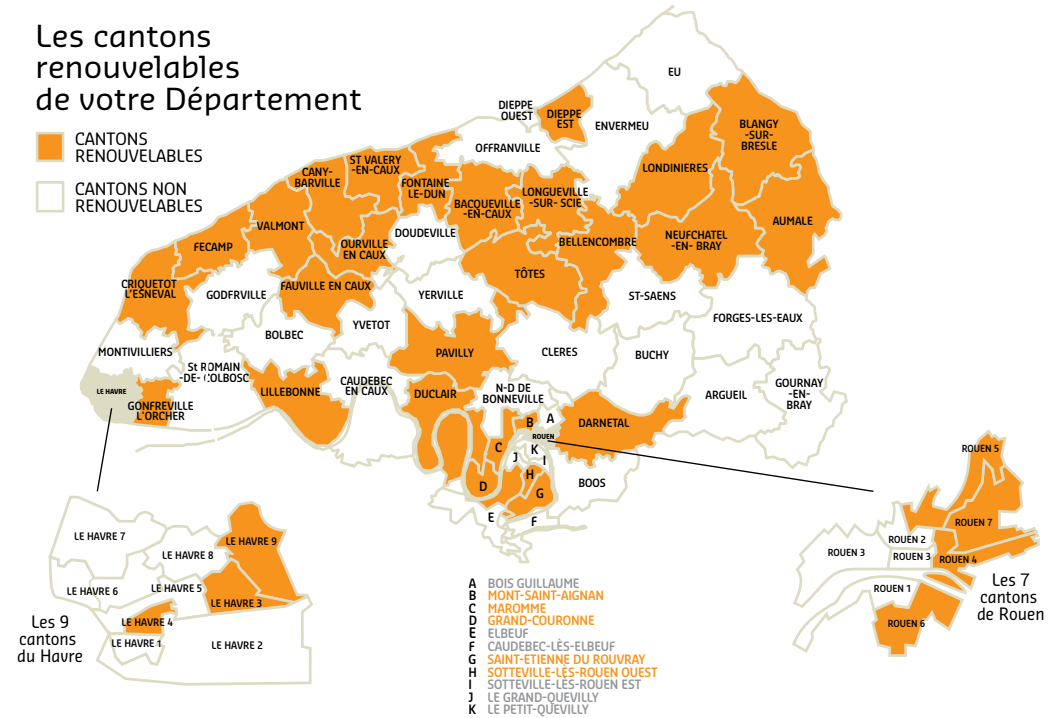 Les cantons
renouvelables
de votre Département
CANTONS
RENOUVELABLES
CANTONS NON
RENOUVELABLES
EU
DIEPPE
OUEST
DIEPPE
EST
ENVERMEU
BLANGY
-SUR-
BRESLE
OFFRANVILLE
LONDINIERES
ST VALERY
-EN-CAUX
CANY-
BARVILLE
FONTAINE
LE-DUN
BACQUEVILLE
-EN-CAUX
LONGUEVILLE
-SUR- SCIE
AUMALE
VALMONT
DOUDEVILLE
NEUFCHATEL
-EN- BRAY
FECAMP
OURVILLE
EN CAUX
BELLENCOMBRE
TÔTES
CRIQUETOT
L'ESNEVAL
GODFRVILLE
FAUVILLE EN CAUX
YERVILLE
ST-SAENS
FORGES-LES-EAUX
BOLBEC
YVETOT
MONTIVILLIERS
PAVILLY
CLERES
BUCHY
St ROMAIN
-DE- COLBOSC
LE HAVRE
GONFREVILLE
L'ORCHER
LILLEBONNE
CAUDEBEC
EN CAUX
DUCLAIR
N-D DE
BONNEVILLE
ARGUEIL
GOURNAY
-EN-
BRAY
A
B
DARNETAL
ROUEN
C
K
J
I
H
D
G
BOOS
E
F
ROUEN 5
ROUEN 7
ROUEN 2
ROUEN 3
ROUEN 3
ROUEN 4
ROUEN 1
ROUEN 6
Les 7
cantons
de Rouen
LE HAVRE 7
LE HAVRE 9
LE HAVRE 8
LE HAVRE 6
LE HAVRE 5
LE HAVRE 3
LE HAVRE 4
LE HAVRE 1
LE HAVRE 2
Les 9
cantons
du Havre
A BOIS GUILLAUME
B MONT-SAINT-AIGNAN
C MAROMME
D GRAND-COURONNE
E ELBEUF
F CAUDEBEC-LÈS-ELBEUF
G SAINT-ETIENNE DU ROUVRAY
H SOTTEVILLE-LÈS-ROUEN OUEST
I SOTTEVILLE-LÈS-ROUEN EST
J LE GRAND-QUEVILLY
K LE PETIT-QUEVILLY